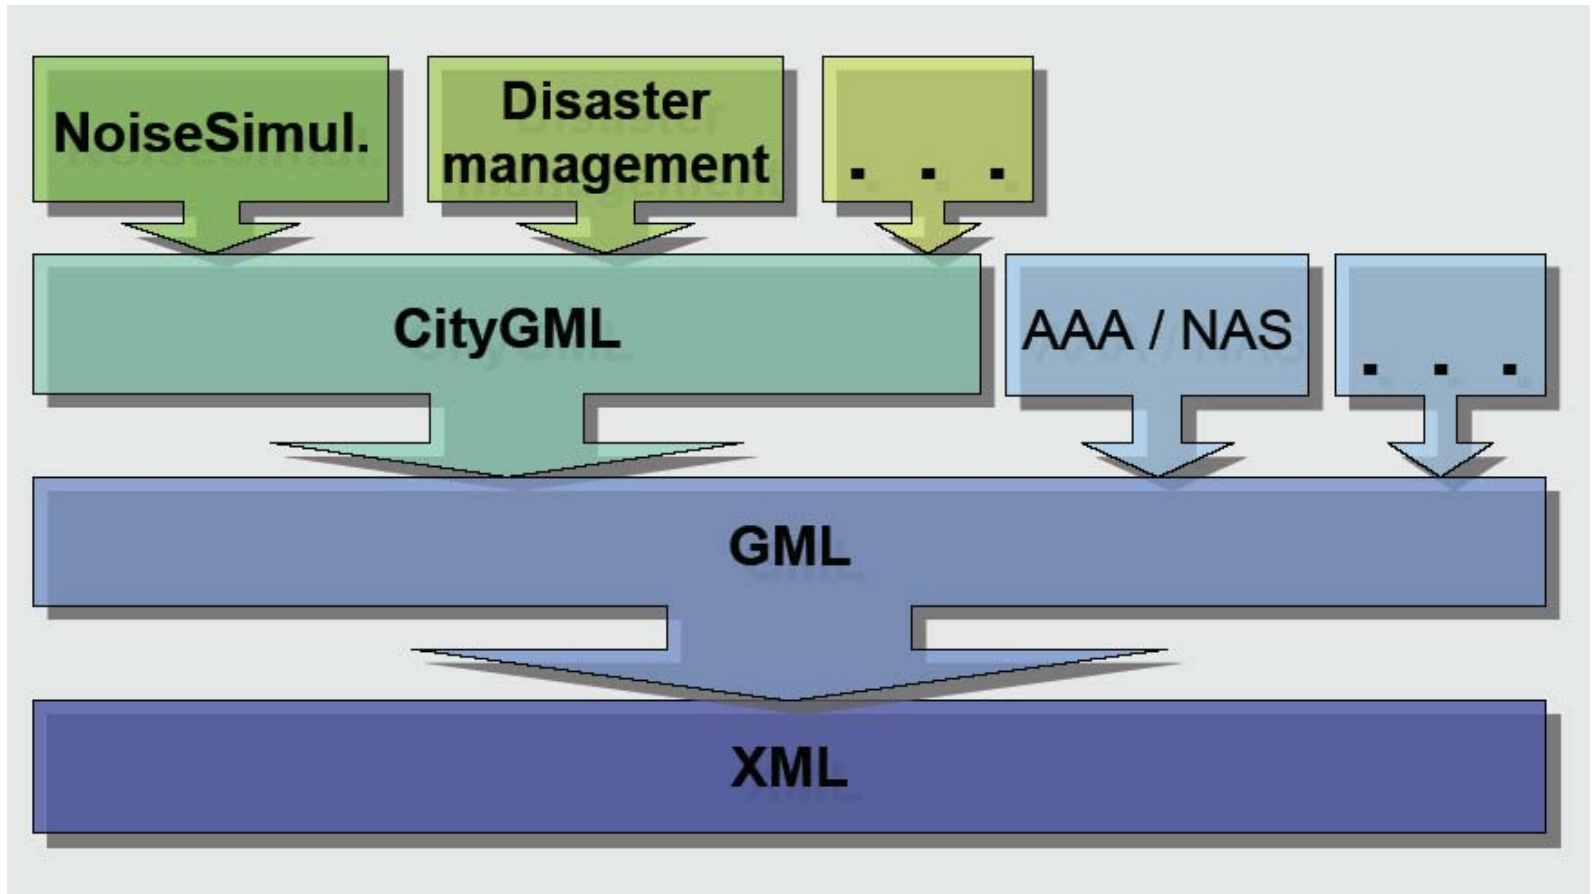 NoiseSimul.
Disaster
management
. . .
CityGML
AAA / NAS
. . .
GML
XML